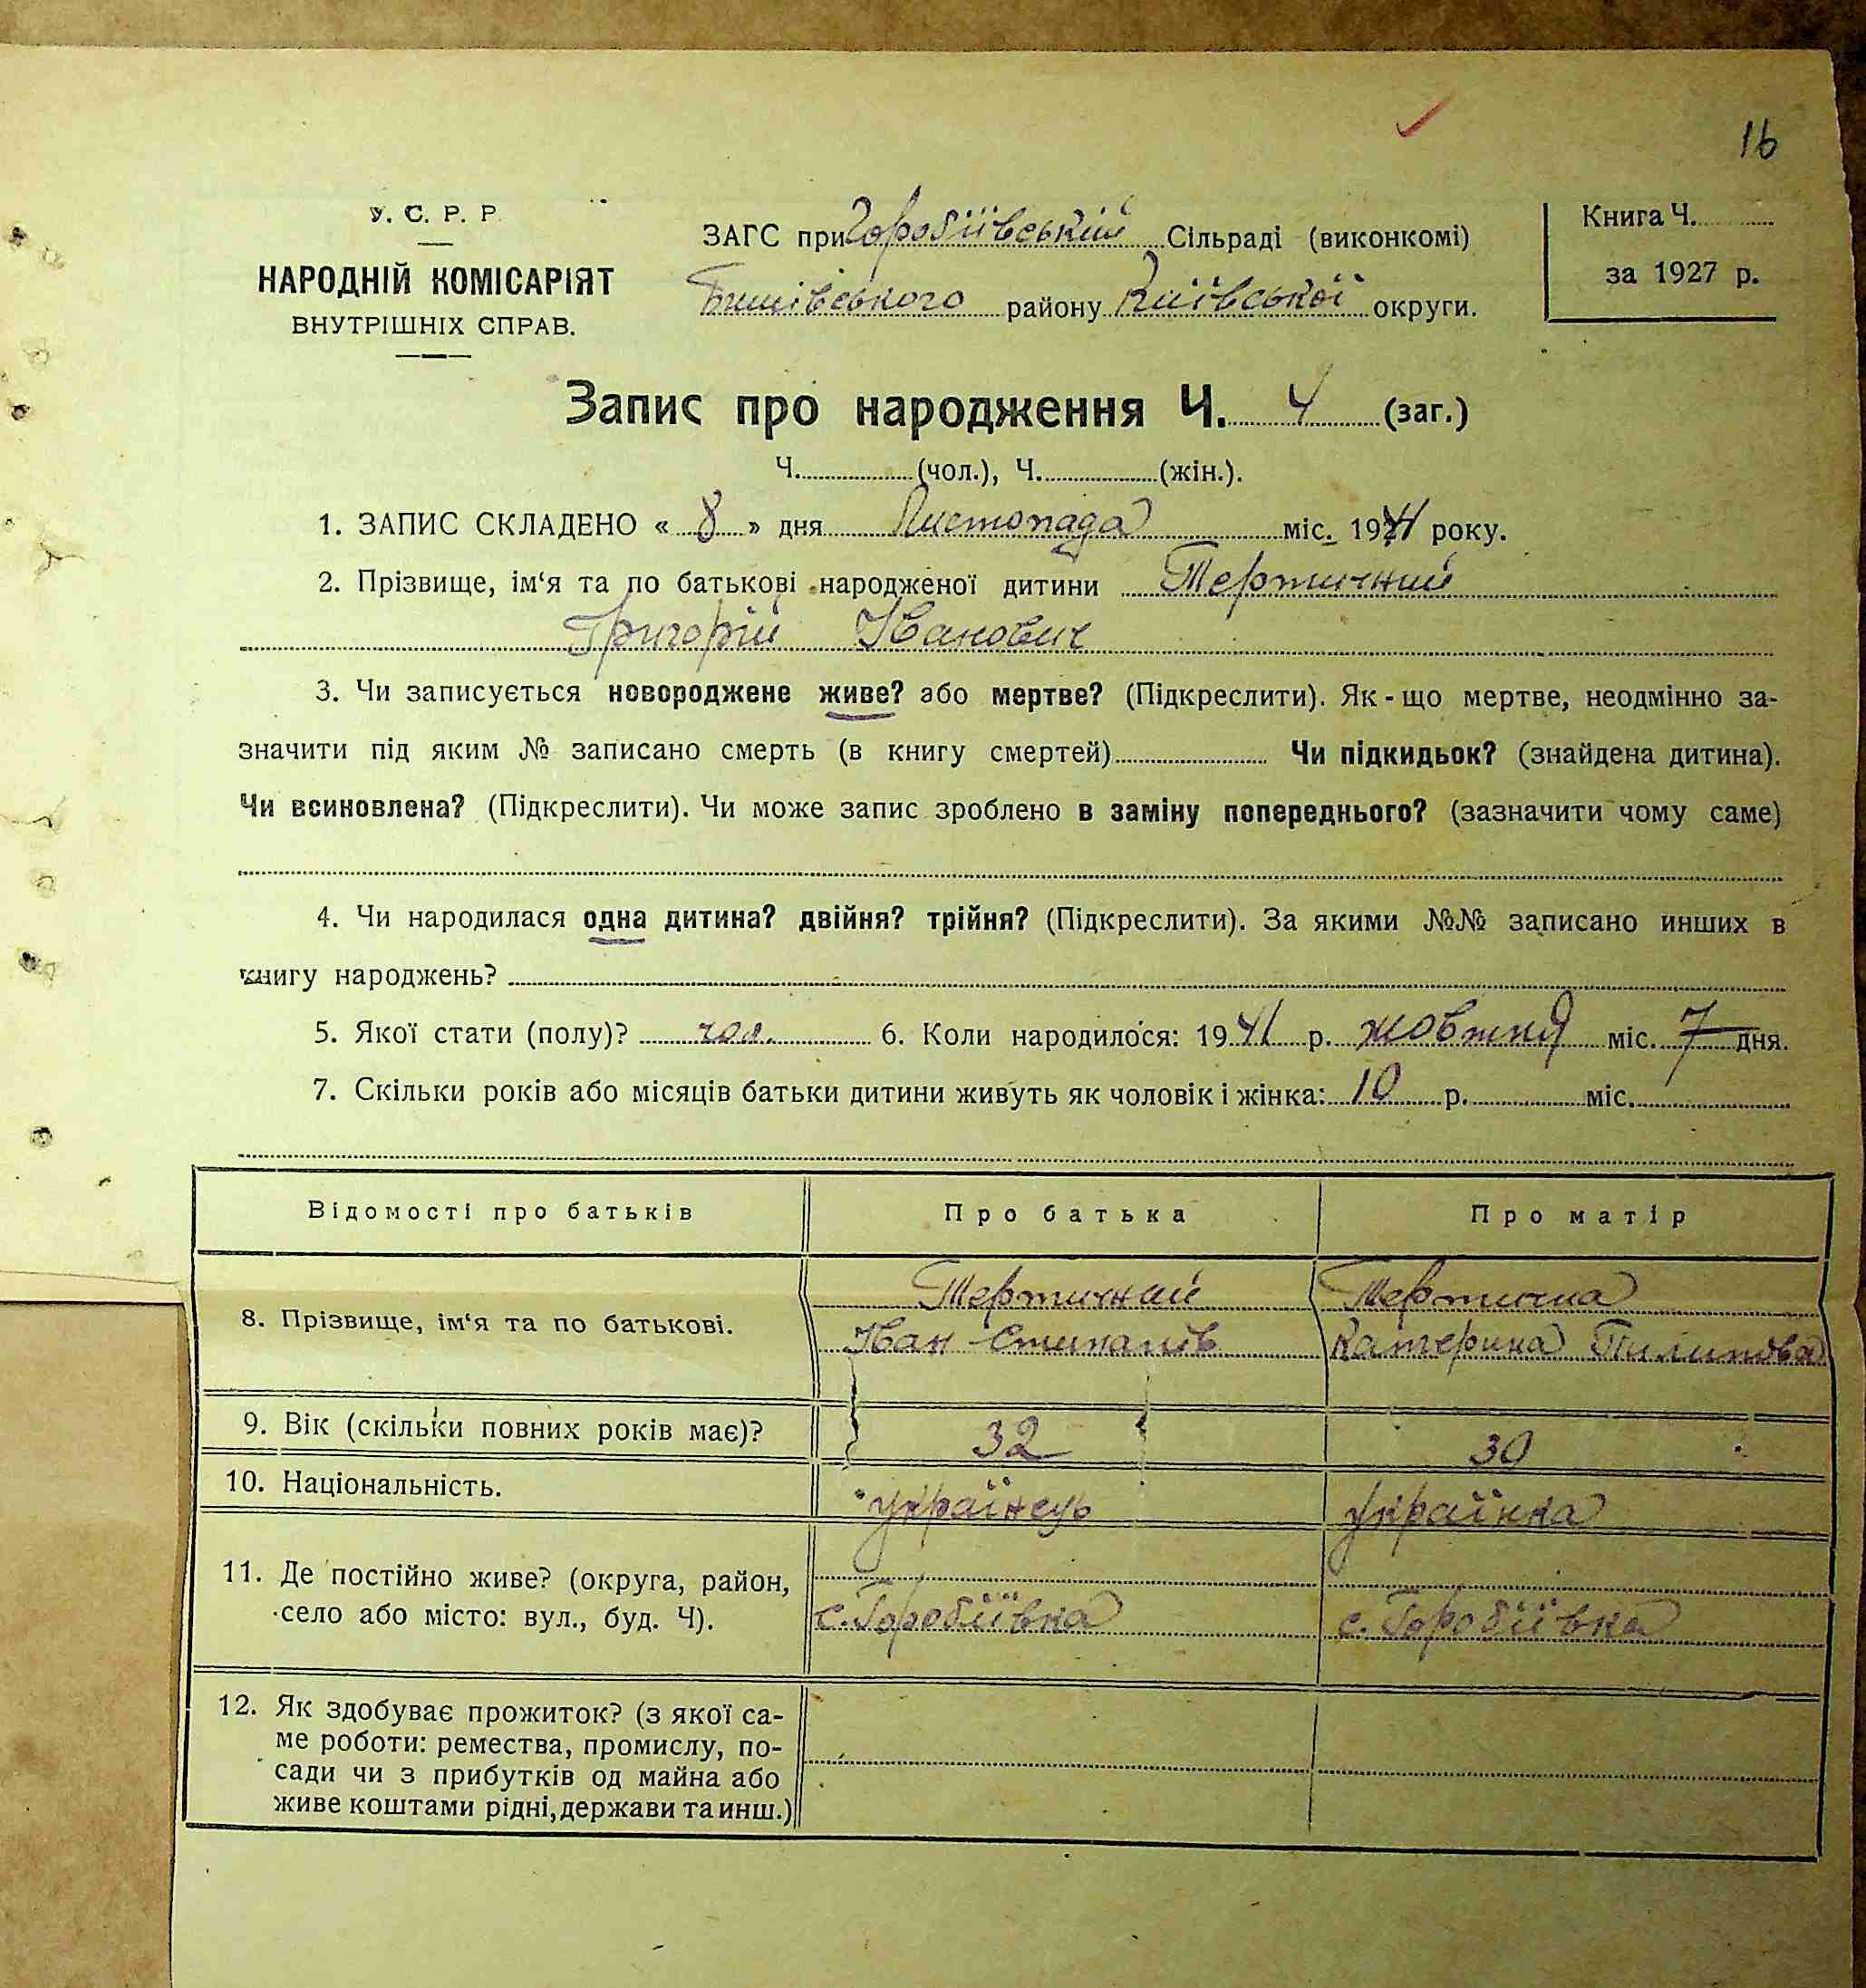 16
У. С. Р. Р.
НАРОДНІЙ КОМІСАРІЯТ
ВНУТРІШНІХ СПРАВ.
ЗАГС при Горобіївській Сільраді (виконкомі)
району Київської округи.
Книга Ч.
за 1927 р.
Запис про народження Ч. 4 (заг.)
Ч. (чол.), Ч. (жін.).
1. ЗАПИС СКЛАДЕНО « 8 » дня Листопада міс. 1941 року.
2. Прізвище, ім‘я та по батькові народженої дитини Тертичний
Григорій Іванович
3. Чи записується новороджене живе? або мертве? (Підкреслити). Як - що мертве, неодмінно за-
значити під яким № записано смерть (в книгу смертей) Чи підкидьок? (знайдена дитина).
Чи всиновлена? (Підкреслити). Чи може запис зроблено в заміну попереднього? (зазначити чому саме)
4. Чи народилася одна дитина? двійня? трійня? (Підкреслити). За якими №№ записано инших в
книгу народжень?
5. Якої стати (полу)? чол. 6. Коли народилося: 1941 р. жовтня міс. 7 дня.
7. Скільки років або місяців батьки дитини живуть як чоловік і жінка: 10 р. міс.
Відомості про батьків Про батька Про матір
8. Прізвище, ім‘я та по батькові.
Тертичний
Іван Степанів
Тертична
Катерина Пилипова
9. Вік (скільки повних років має)? 32 30
10. Національність. українець українка
11. Де постійно живе? (округа, район,
село або місто: вул., буд. Ч).
с. Горобіївка с. Горобіївка
12. Як здобуває прожиток? (з якої са-
ме роботи: ремества, промислу, по-
сади чи з прибутків од майна або
живе коштами рідні, держави та инш.)